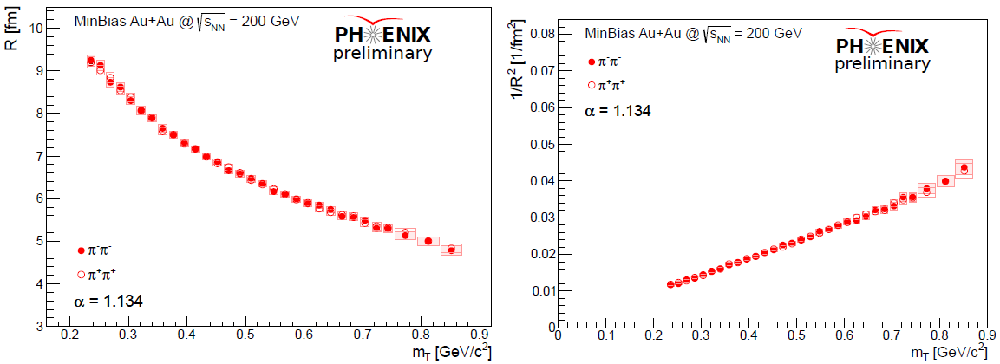 R [fm]
10
9
8
7
6
5
4
3
MinBias Au+Au @ √s_NN = 200 GeV
PHENIX
preliminary
π⁻π⁻
π⁺π⁺
α = 1.134
0.2 0.3 0.4 0.5 0.6 0.7 0.8 0.9
m_T [GeV/c²]
1/R² [1/fm²]
0.08
0.07
0.06
0.05
0.04
0.03
0.02
0.01
0
MinBias Au+Au @ √s_NN = 200 GeV
PHENIX
preliminary
π⁻π⁻
π⁺π⁺
α = 1.134
0 0.1 0.2 0.3 0.4 0.5 0.6 0.7 0.8 0.9
m_T [GeV/c²]